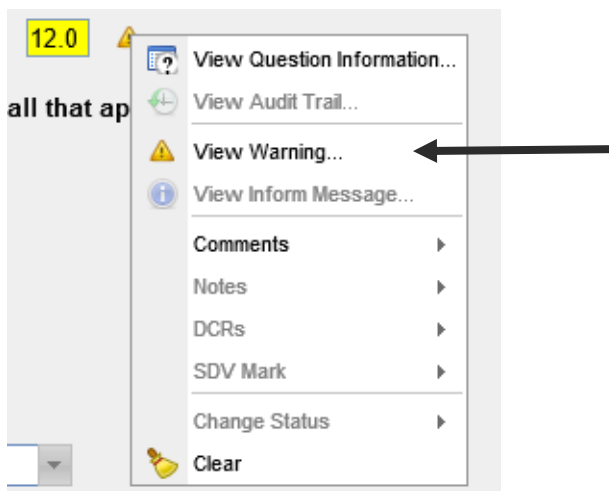 12.0
View Question Information...
all that ap
View Audit Trail...
View Warning...
View Inform Message...
Comments
Notes
DCRs
SDV Mark
Change Status
Clear